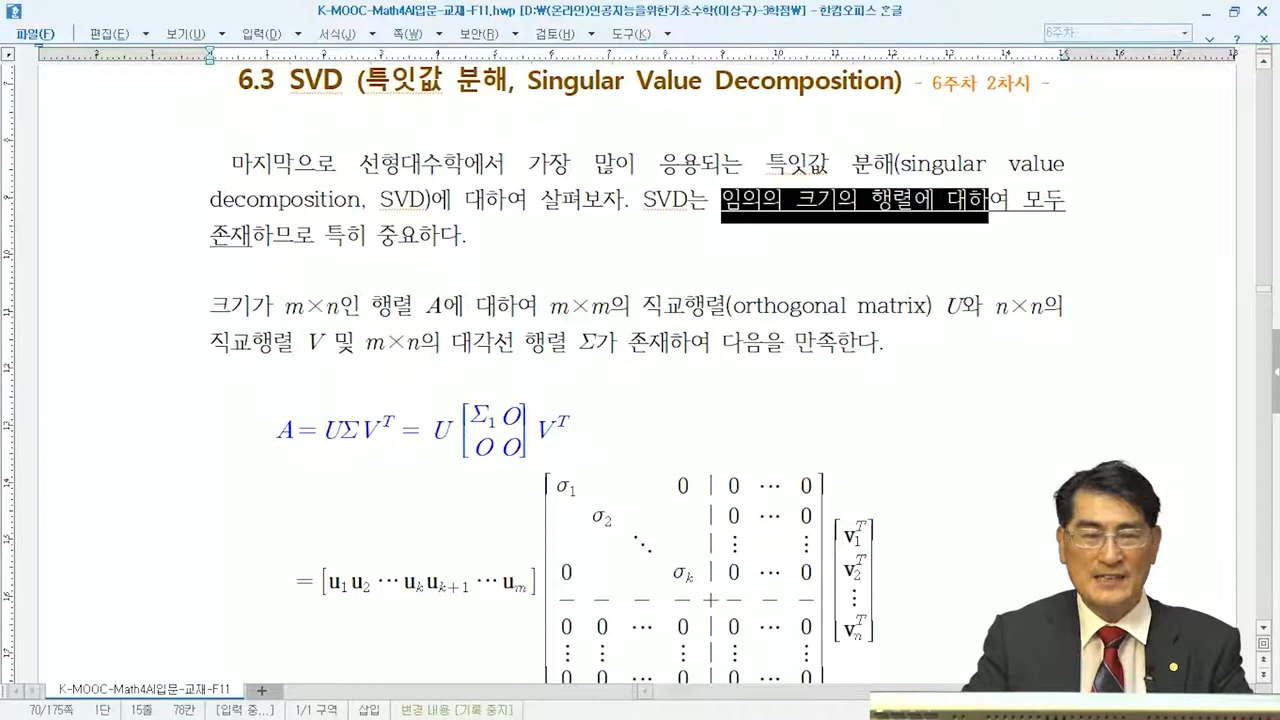 K-MOOC-Math4AI입문-교재-F11.hwp [D:\(온라인)인공지능을위한기초수학(이상구)-3학점\] - 한컴오피스 한글
파일(F) 편집(E) 보기(U) 입력(D) 서식(J) 쪽(W) 보안(B) 검토(H) 도구(K) 6주차
6.3 SVD (특잇값 분해, Singular Value Decomposition) - 6주차 2차시 -
마지막으로 선형대수학에서 가장 많이 응용되는 특잇값 분해(singular value
decomposition, SVD)에 대하여 살펴보자. SVD는 임의의 크기의 행렬에 대하여 모두
존재하므로 특히 중요하다.
크기가 m×n인 행렬 A에 대하여 m×m의 직교행렬(orthogonal matrix) U와 n×n의
직교행렬 V 및 m×n의 대각선 행렬 Σ가 존재하여 다음을 만족한다.
A = UΣV^T = U [Σ₁ O
O O] V^T
σ₁ 0 | 0 ⋯ 0
σ₂ | 0 ⋯ 0
⋱ | ⋮ ⋮
0 σₖ | 0 ⋯ 0
= [u₁ u₂ ⋯ uₖ uₖ₊₁ ⋯ uₘ] − − − − + − − −
0 0 ⋯ 0 | 0 ⋯ 0
⋮ ⋮ ⋮ | ⋮ ⋮
0 0 ⋯ 0 | 0 ⋯ 0
v₁^T
v₂^T
⋮
vₙ^T
K-MOOC-Math4AI입문-교재-F11
70/175쪽 1단 15줄 78칸 [입력 중...] 1/1 구역 삽입 변경 내용 [기록 중지]